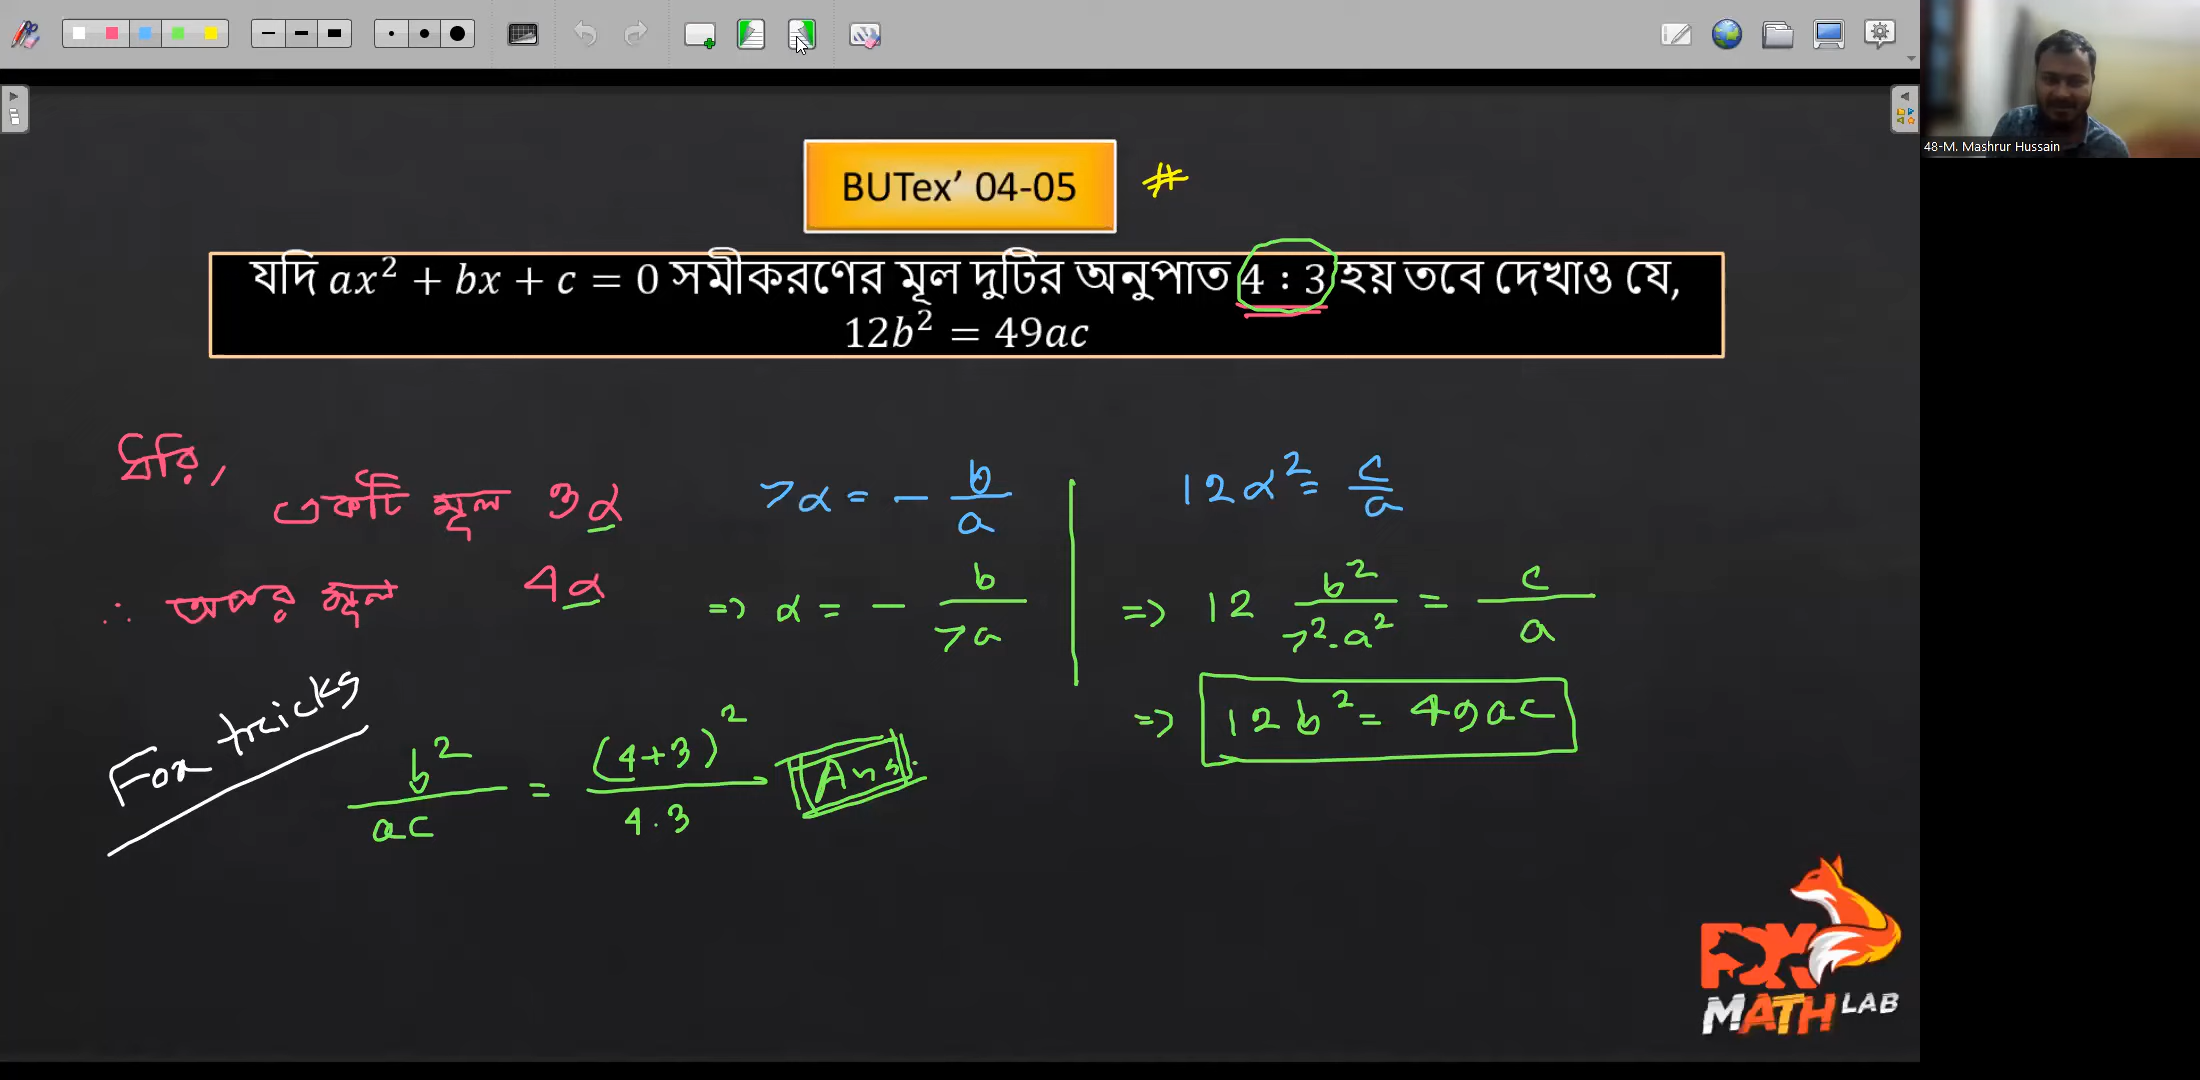 48-M. Mashrur Hussain
BUTex’ 04-05 #
যদি ax² + bx + c = 0 সমীকরণের মূল দুটির অনুপাত 4 : 3 হয় তবে দেখাও যে,
12b² = 49ac
ধরি,
একটি মূল 3α
∴ অপর মূল 4α
7α = - b/a
=> α = - b/7a
12α² = c/a
=> 12 b²/7².a² = c/a
=> 12b² = 49ac
Fox tricks
b²/ac = (4+3)²/4.3 Ans.
FOX
MATH LAB